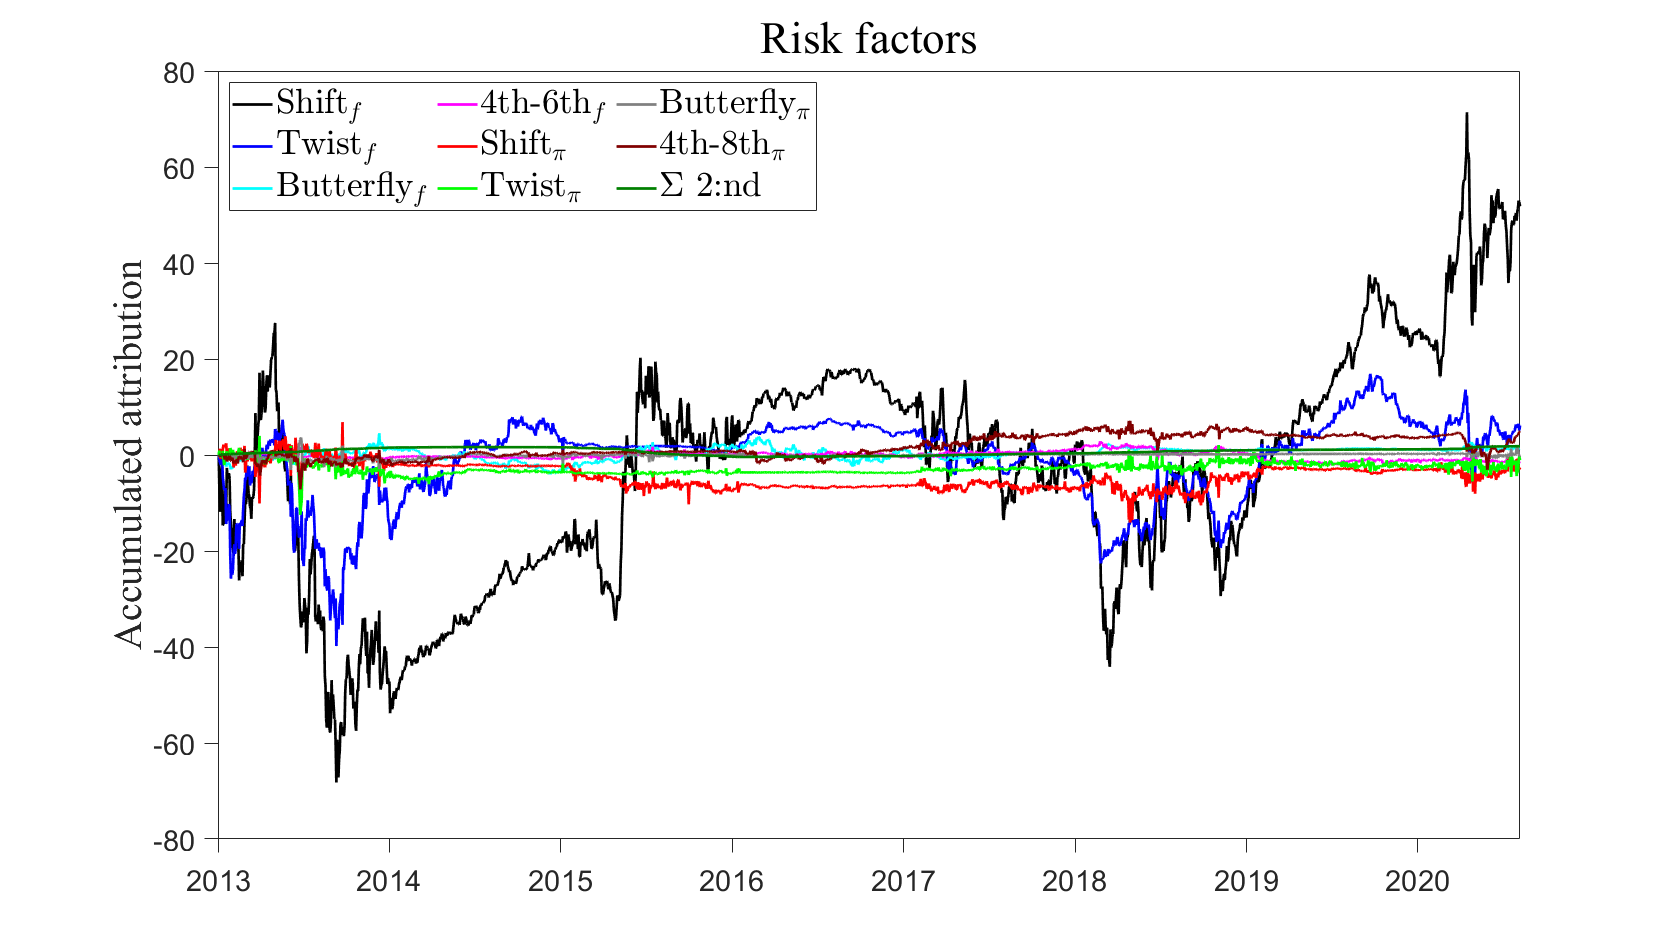 Risk factors
80
60
40
20
0
-20
-40
-60
-80
Accumulated attribution
Shift_f 4th-6th_f Butterfly_π
Twist_f Shift_π 4th-8th_π
Butterfly_f Twist_π Σ 2:nd
2013 2014 2015 2016 2017 2018 2019 2020